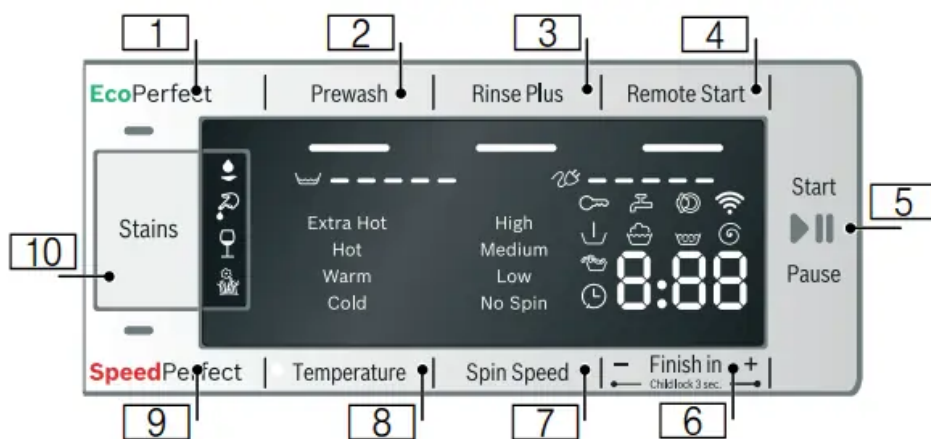 1 2 3 4
EcoPerfect Prewash Rinse Plus Remote Start
Stains
Extra Hot High
Hot Medium
Warm Low
Cold No Spin
8:88
Start
Pause
5
10
SpeedPerfect Temperature Spin Speed − Finish in +
Childlock 3 sec.
9 8 7 6